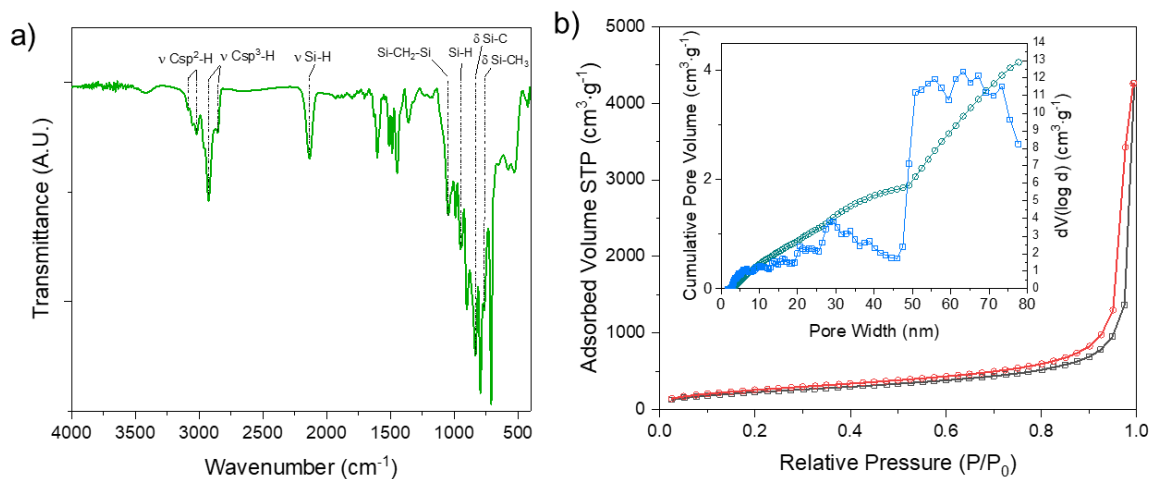 a)
ν Csp²-H
ν Csp³-H
ν Si-H
Si-CH₂-Si
Si-H
δ Si-C
δ Si-CH₃
Transmittance (A.U.)
4000 3000 2500 2000 1500 1000 500
Wavenumber (cm⁻¹)
b)
Adsorbed Volume STP (cm³·g⁻¹)
5000
4000
3000
2000
1000
0
0.0 0.2 0.4 0.6 0.8 1.0
Relative Pressure (P/P₀)
Cumulative Pore Volume (cm³·g⁻¹)
4
2
0
0 10 20 30 40 50 60 70 80
Pore Width (nm)
14
13
12
11
10
9
8
7
6
5
4
3
2
1
0
dV(log d) (cm³·g⁻¹)